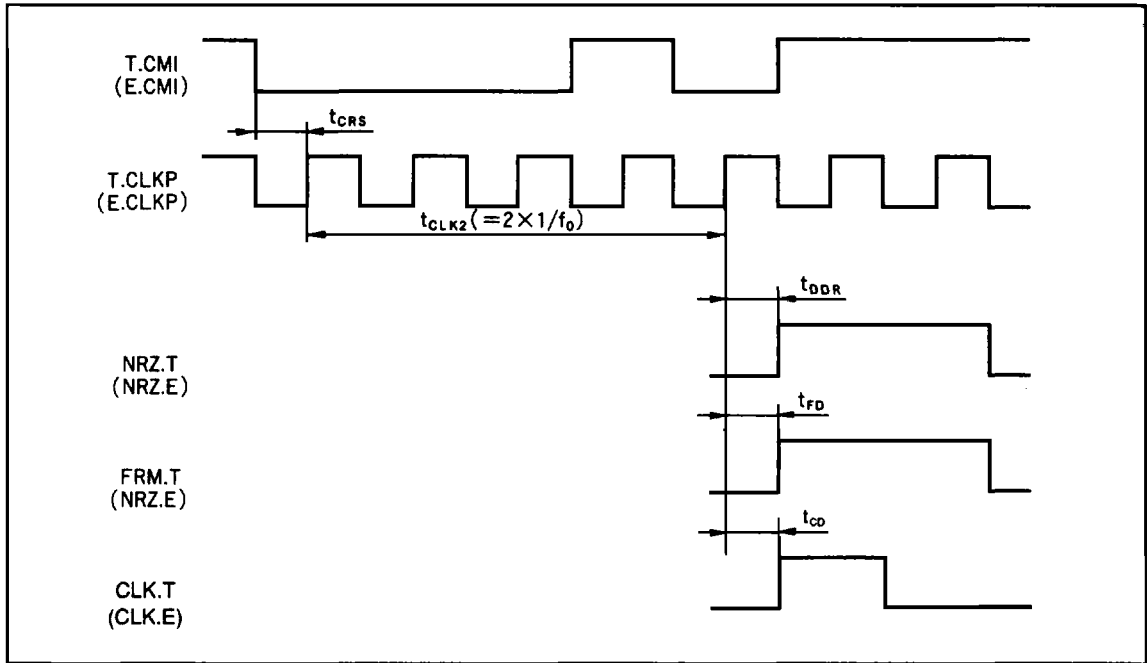 T.CMI
(E.CMI)
tCRS
T.CLKP
(E.CLKP)
tCLK2(=2×1/f0)
tDDR
NRZ.T
(NRZ.E)
tFD
FRM.T
(NRZ.E)
tCD
CLK.T
(CLK.E)